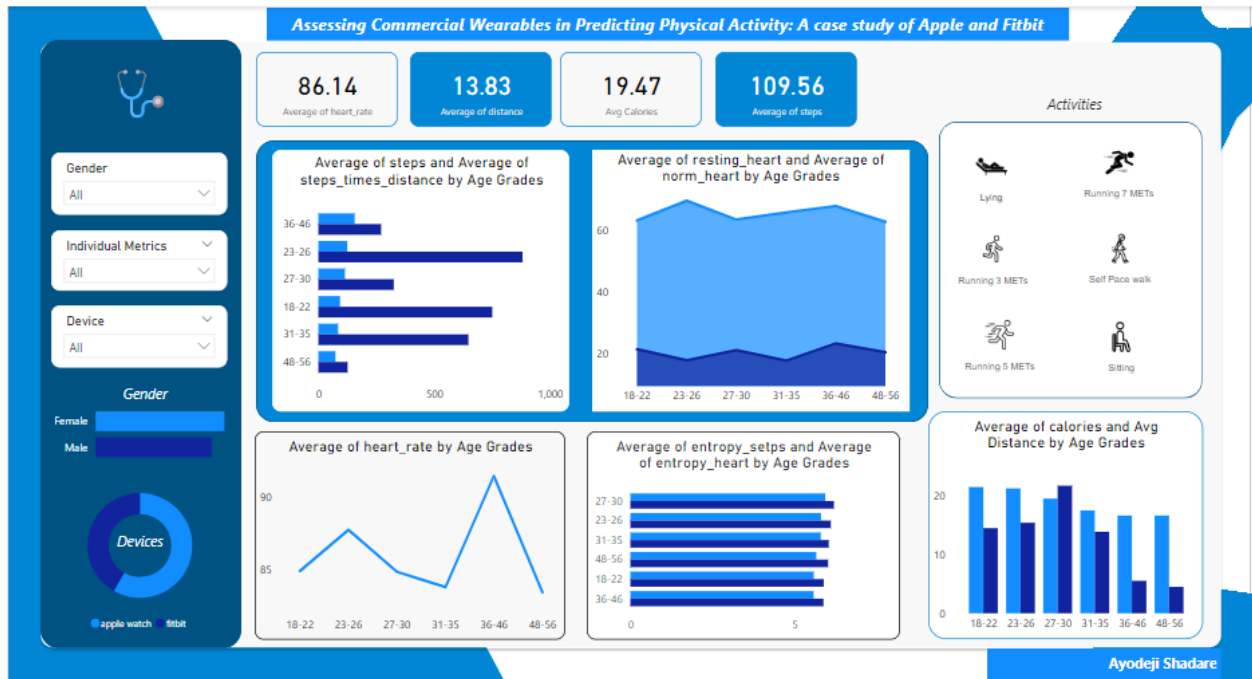 Assessing Commercial Wearables in Predicting Physical Activity: A case study of Apple and Fitbit
86.14
Average of heart_rate
13.83
Average of distance
19.47
Avg Calories
109.56
Average of steps
Gender
All
Individual Metrics
All
Device
All
Gender
Female
Male
Devices
apple watch
fitbit
Average of steps and Average of
steps_times_distance by Age Grades
36-46
23-26
27-30
18-22
31-35
48-56
0
500
1,000
Average of resting_heart and Average of
norm_heart by Age Grades
60
40
20
18-22
23-26
27-30
31-35
36-46
48-56
Activities
Lying
Running 7 METs
Running 3 METs
Self Pace walk
Running 5 METs
Sitting
Average of heart_rate by Age Grades
90
85
18-22
23-26
27-30
31-35
36-46
48-56
Average of entropy_setps and Average
of entropy_heart by Age Grades
27-30
23-26
31-35
48-56
18-22
36-46
0
5
Average of calories and Avg
Distance by Age Grades
20
10
0
18-22
23-26
27-30
31-35
36-46
48-56
Ayodeji Shadare